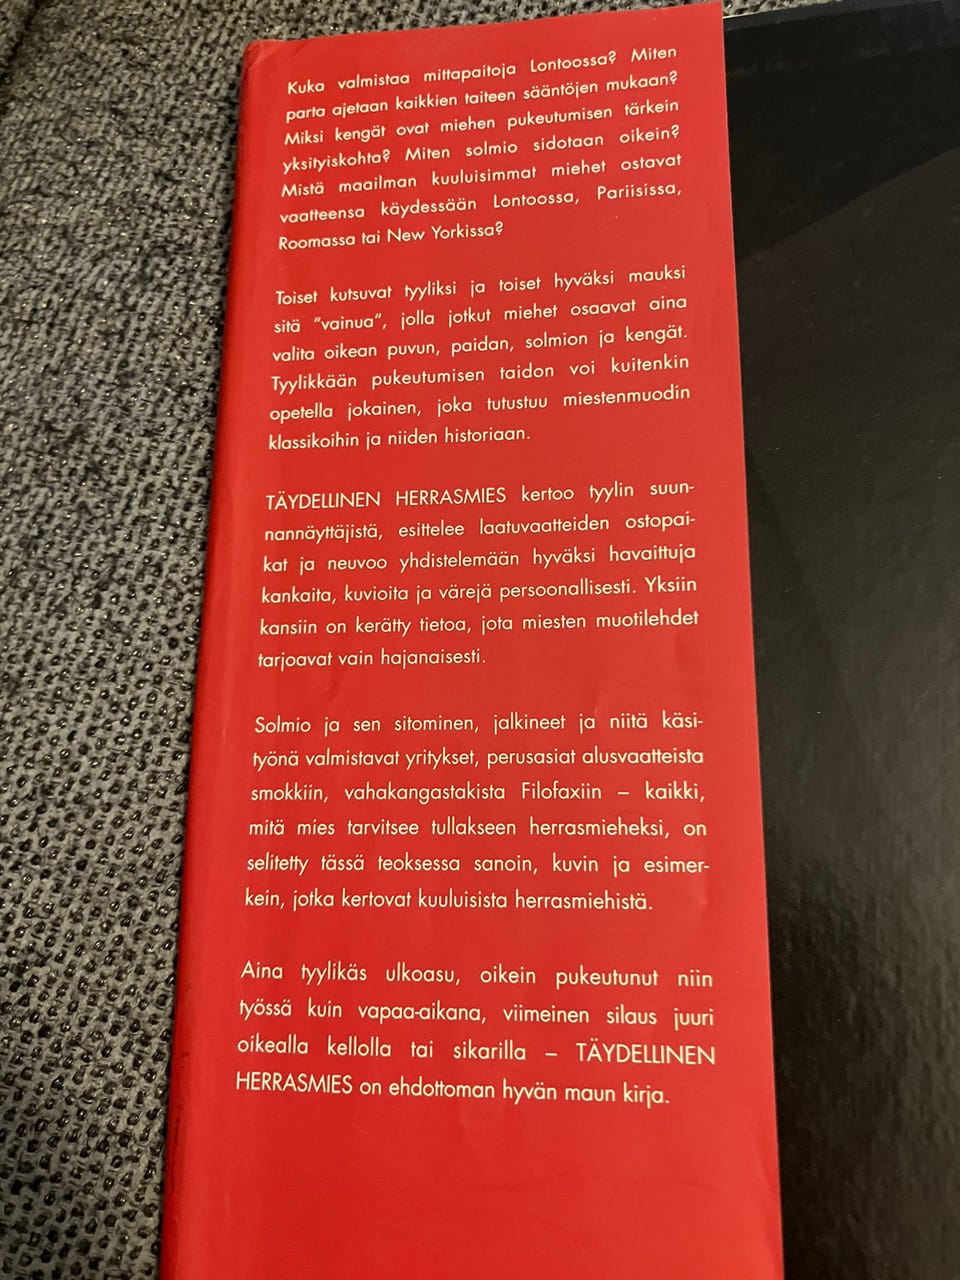 Kuka valmistaa mittapaitoja Lontoossa? Miten
parta ajetaan kaikkien taiteen sääntöjen mukaan?
Miksi kengät ovat miehen pukeutumisen tärkein
yksityiskohta? Miten solmio sidotaan oikein?
Mistä maailman kuuluisimmat miehet ostavat
vaatteensa käydessään Lontoossa, Pariisissa,
Roomassa tai New Yorkissa?
Toiset kutsuvat tyyliksi ja toiset hyväksi mauksi
sitä "vainua", jolla jotkut miehet osaavat aina
valita oikean puvun, paidan, solmion ja kengät.
Tyylikkään pukeutumisen taidon voi kuitenkin
opetella jokainen, joka tutustuu miestenmuodin
klassikoihin ja niiden historiaan.
TÄYDELLINEN HERRASMIES kertoo tyylin suun-
nannäyttäjistä, esittelee laatuvaatteiden ostopai-
kat ja neuvoo yhdistelemään hyväksi havaittuja
kankaita, kuvioita ja värejä persoonallisesti. Yksiin
kansiin on kerätty tietoa, jota miesten muotilehdet
tarjoavat vain hajanaisesti.
Solmio ja sen sitominen, jalkineet ja niitä käsi-
työnä valmistavat yritykset, perusasiat alusvaatteista
smokkiin, vahakangastakista Filofaxiin – kaikki,
mitä mies tarvitsee tullakseen herrasmieheksi, on
selitetty tässä teoksessa sanoin, kuvin ja esimer-
kein, jotka kertovat kuuluisista herrasmiehistä.
Aina tyylikäs ulkoasu, oikein pukeutunut niin
työssä kuin vapaa-aikana, viimeinen silaus juuri
oikealla kellolla tai sikarilla – TÄYDELLINEN
HERRASMIES on ehdottoman hyvän maun kirja.